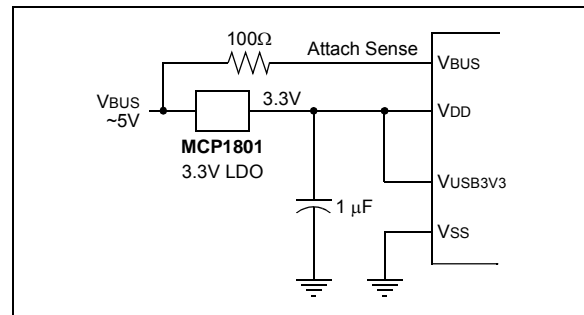 100Ω
Attach Sense
VBUS
VBUS
~5V
3.3V
VDD
MCP1801
3.3V LDO
VUSB3V3
1 μF
VSS